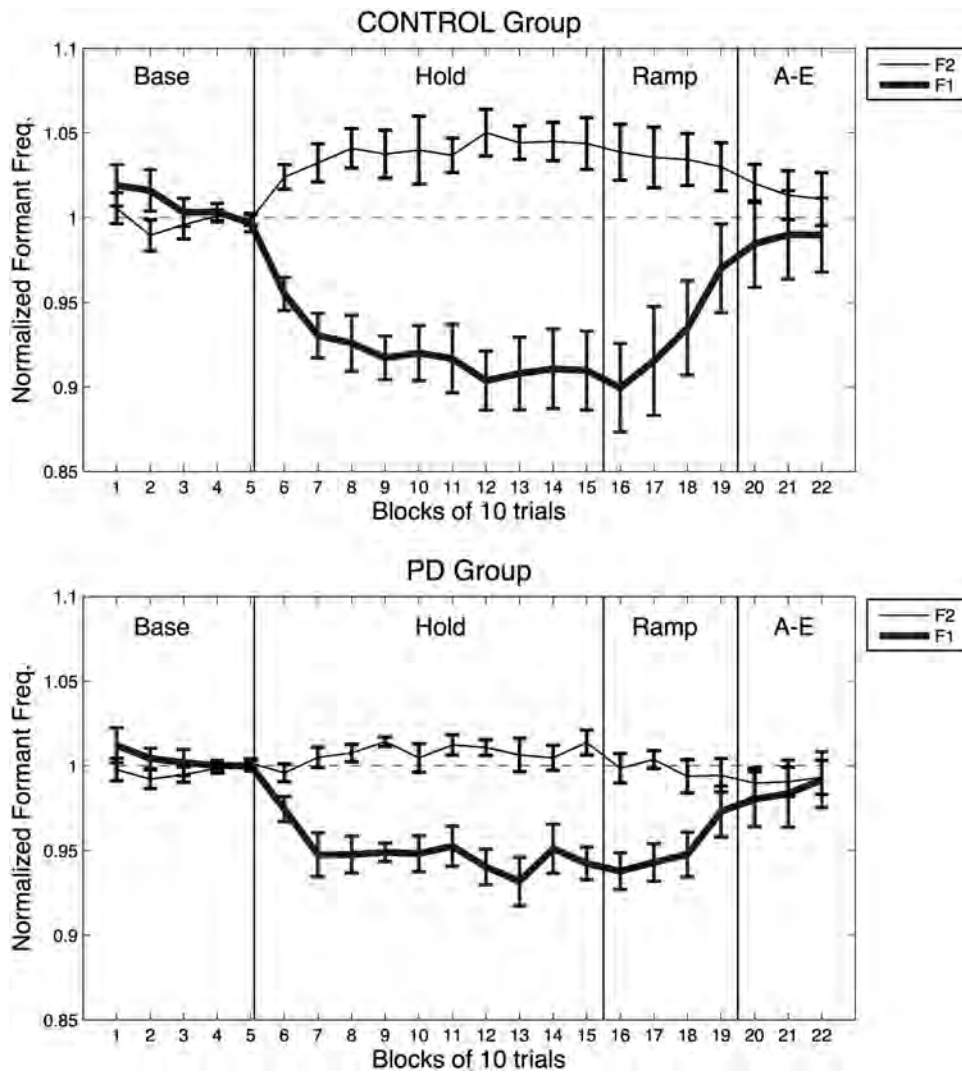 CONTROL Group
1.1
Base Hold Ramp A-E
F2
F1
1.05
1
0.95
0.9
0.85
Normalized Formant Freq.
1 2 3 4 5 6 7 8 9 10 11 12 13 14 15 16 17 18 19 20 21 22
Blocks of 10 trials
PD Group
1.1
Base Hold Ramp A-E
F2
F1
1.05
1
0.95
0.9
0.85
Normalized Formant Freq.
1 2 3 4 5 6 7 8 9 10 11 12 13 14 15 16 17 18 19 20 21 22
Blocks of 10 trials